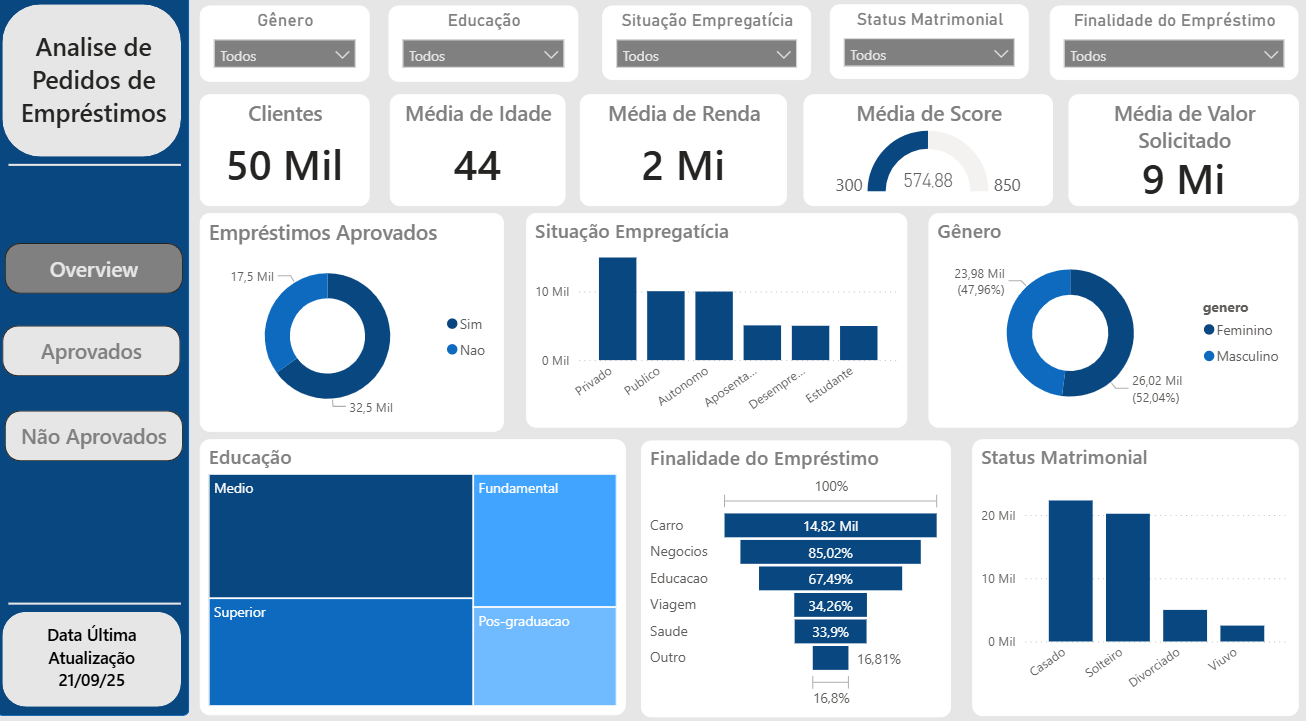 Analise de
Pedidos de
Empréstimos
Overview
Aprovados
Não Aprovados
Data Última
Atualização
21/09/25
Gênero
Todos
Educação
Todos
Situação Empregatícia
Todos
Status Matrimonial
Todos
Finalidade do Empréstimo
Todos
Clientes
50 Mil
Média de Idade
44
Média de Renda
2 Mi
Média de Score
300
574,88
850
Média de Valor
Solicitado
9 Mi
Empréstimos Aprovados
17,5 Mil
32,5 Mil
Sim
Nao
Situação Empregatícia
10 Mil
0 Mil
Privado
Publico
Autonomo
Aposenta...
Desempre...
Estudante
Gênero
23,98 Mil
(47,96%)
26,02 Mil
(52,04%)
genero
Feminino
Masculino
Educação
Medio
Fundamental
Superior
Pos-graduacao
Finalidade do Empréstimo
100%
Carro 14,82 Mil
Negocios 85,02%
Educacao 67,49%
Viagem 34,26%
Saude 33,9%
Outro 16,81%
16,8%
Status Matrimonial
20 Mil
10 Mil
0 Mil
Casado
Solteiro
Divorciado
Viuvo